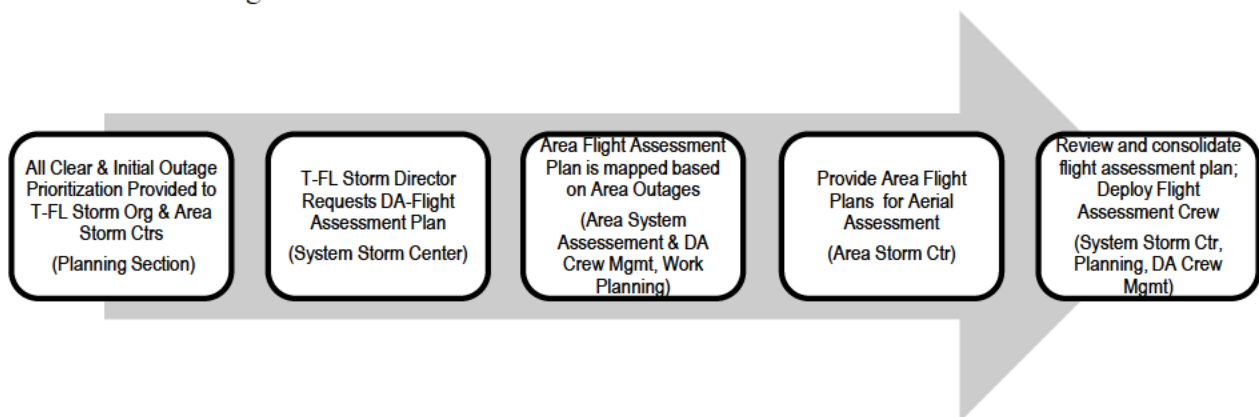 All Clear & Initial Outage
Prioritization Provided to
T-FL Storm Org & Area
Storm Ctrs
(Planning Section)
T-FL Storm Director
Requests DA-Flight
Assessment Plan
(System Storm Center)
Area Flight Assessment
Plan is mapped based
on Area Outages
(Area System
Assessement & DA
Crew Mgmt, Work
Planning)
Provide Area Flight
Plans for Aerial
Assessment
(Area Storm Ctr)
Review and consolidate
flight assessment plan;
Deploy Flight
Assessment Crew
(System Storm Ctr,
Planning, DA Crew
Mgmt)